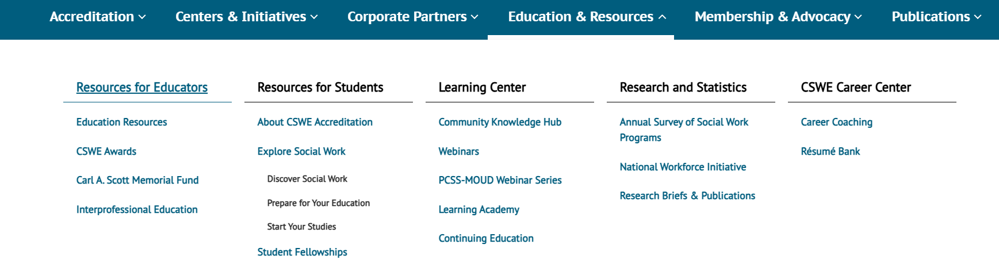 Accreditation Centers & Initiatives Corporate Partners Education & Resources Membership & Advocacy Publications
Resources for Educators
Education Resources
CSWE Awards
Carl A. Scott Memorial Fund
Interprofessional Education
Resources for Students
About CSWE Accreditation
Explore Social Work
Discover Social Work
Prepare for Your Education
Start Your Studies
Student Fellowships
Learning Center
Community Knowledge Hub
Webinars
PCSS-MOUD Webinar Series
Learning Academy
Continuing Education
Research and Statistics
Annual Survey of Social Work
Programs
National Workforce Initiative
Research Briefs & Publications
CSWE Career Center
Career Coaching
Résumé Bank